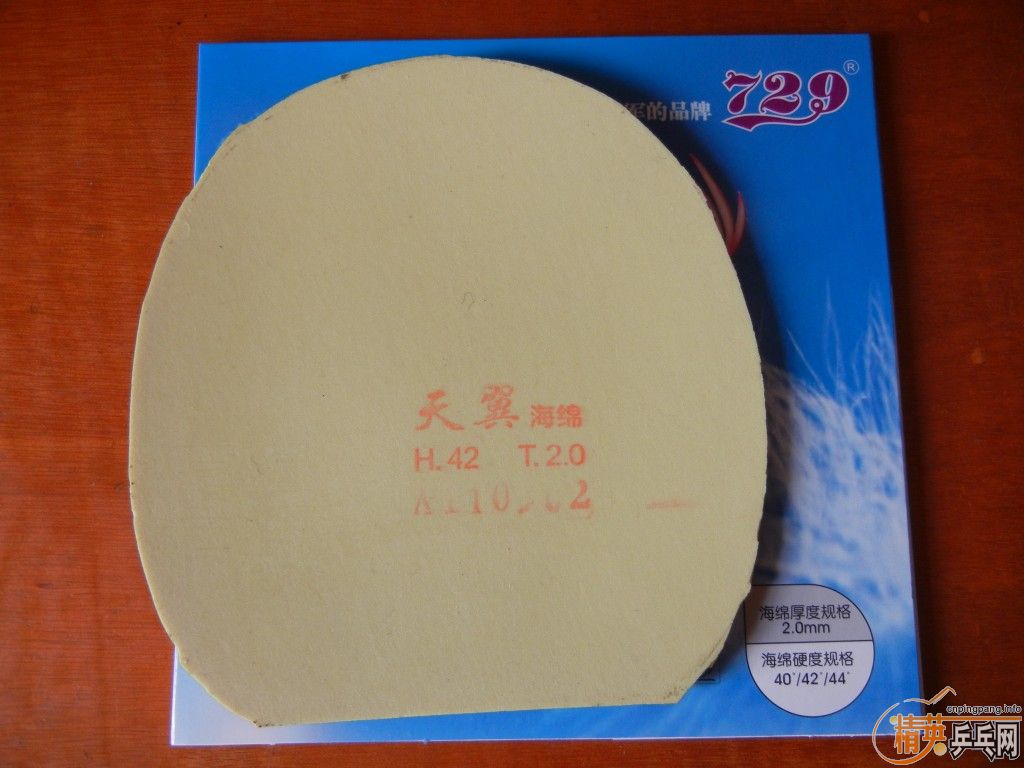 729®
军的品牌
天翼 海绵
H.42 T.2.0
海绵厚度规格
2.0mm
海绵硬度规格
40°/42°/44°
cnpingpang.info
精英乒乓网